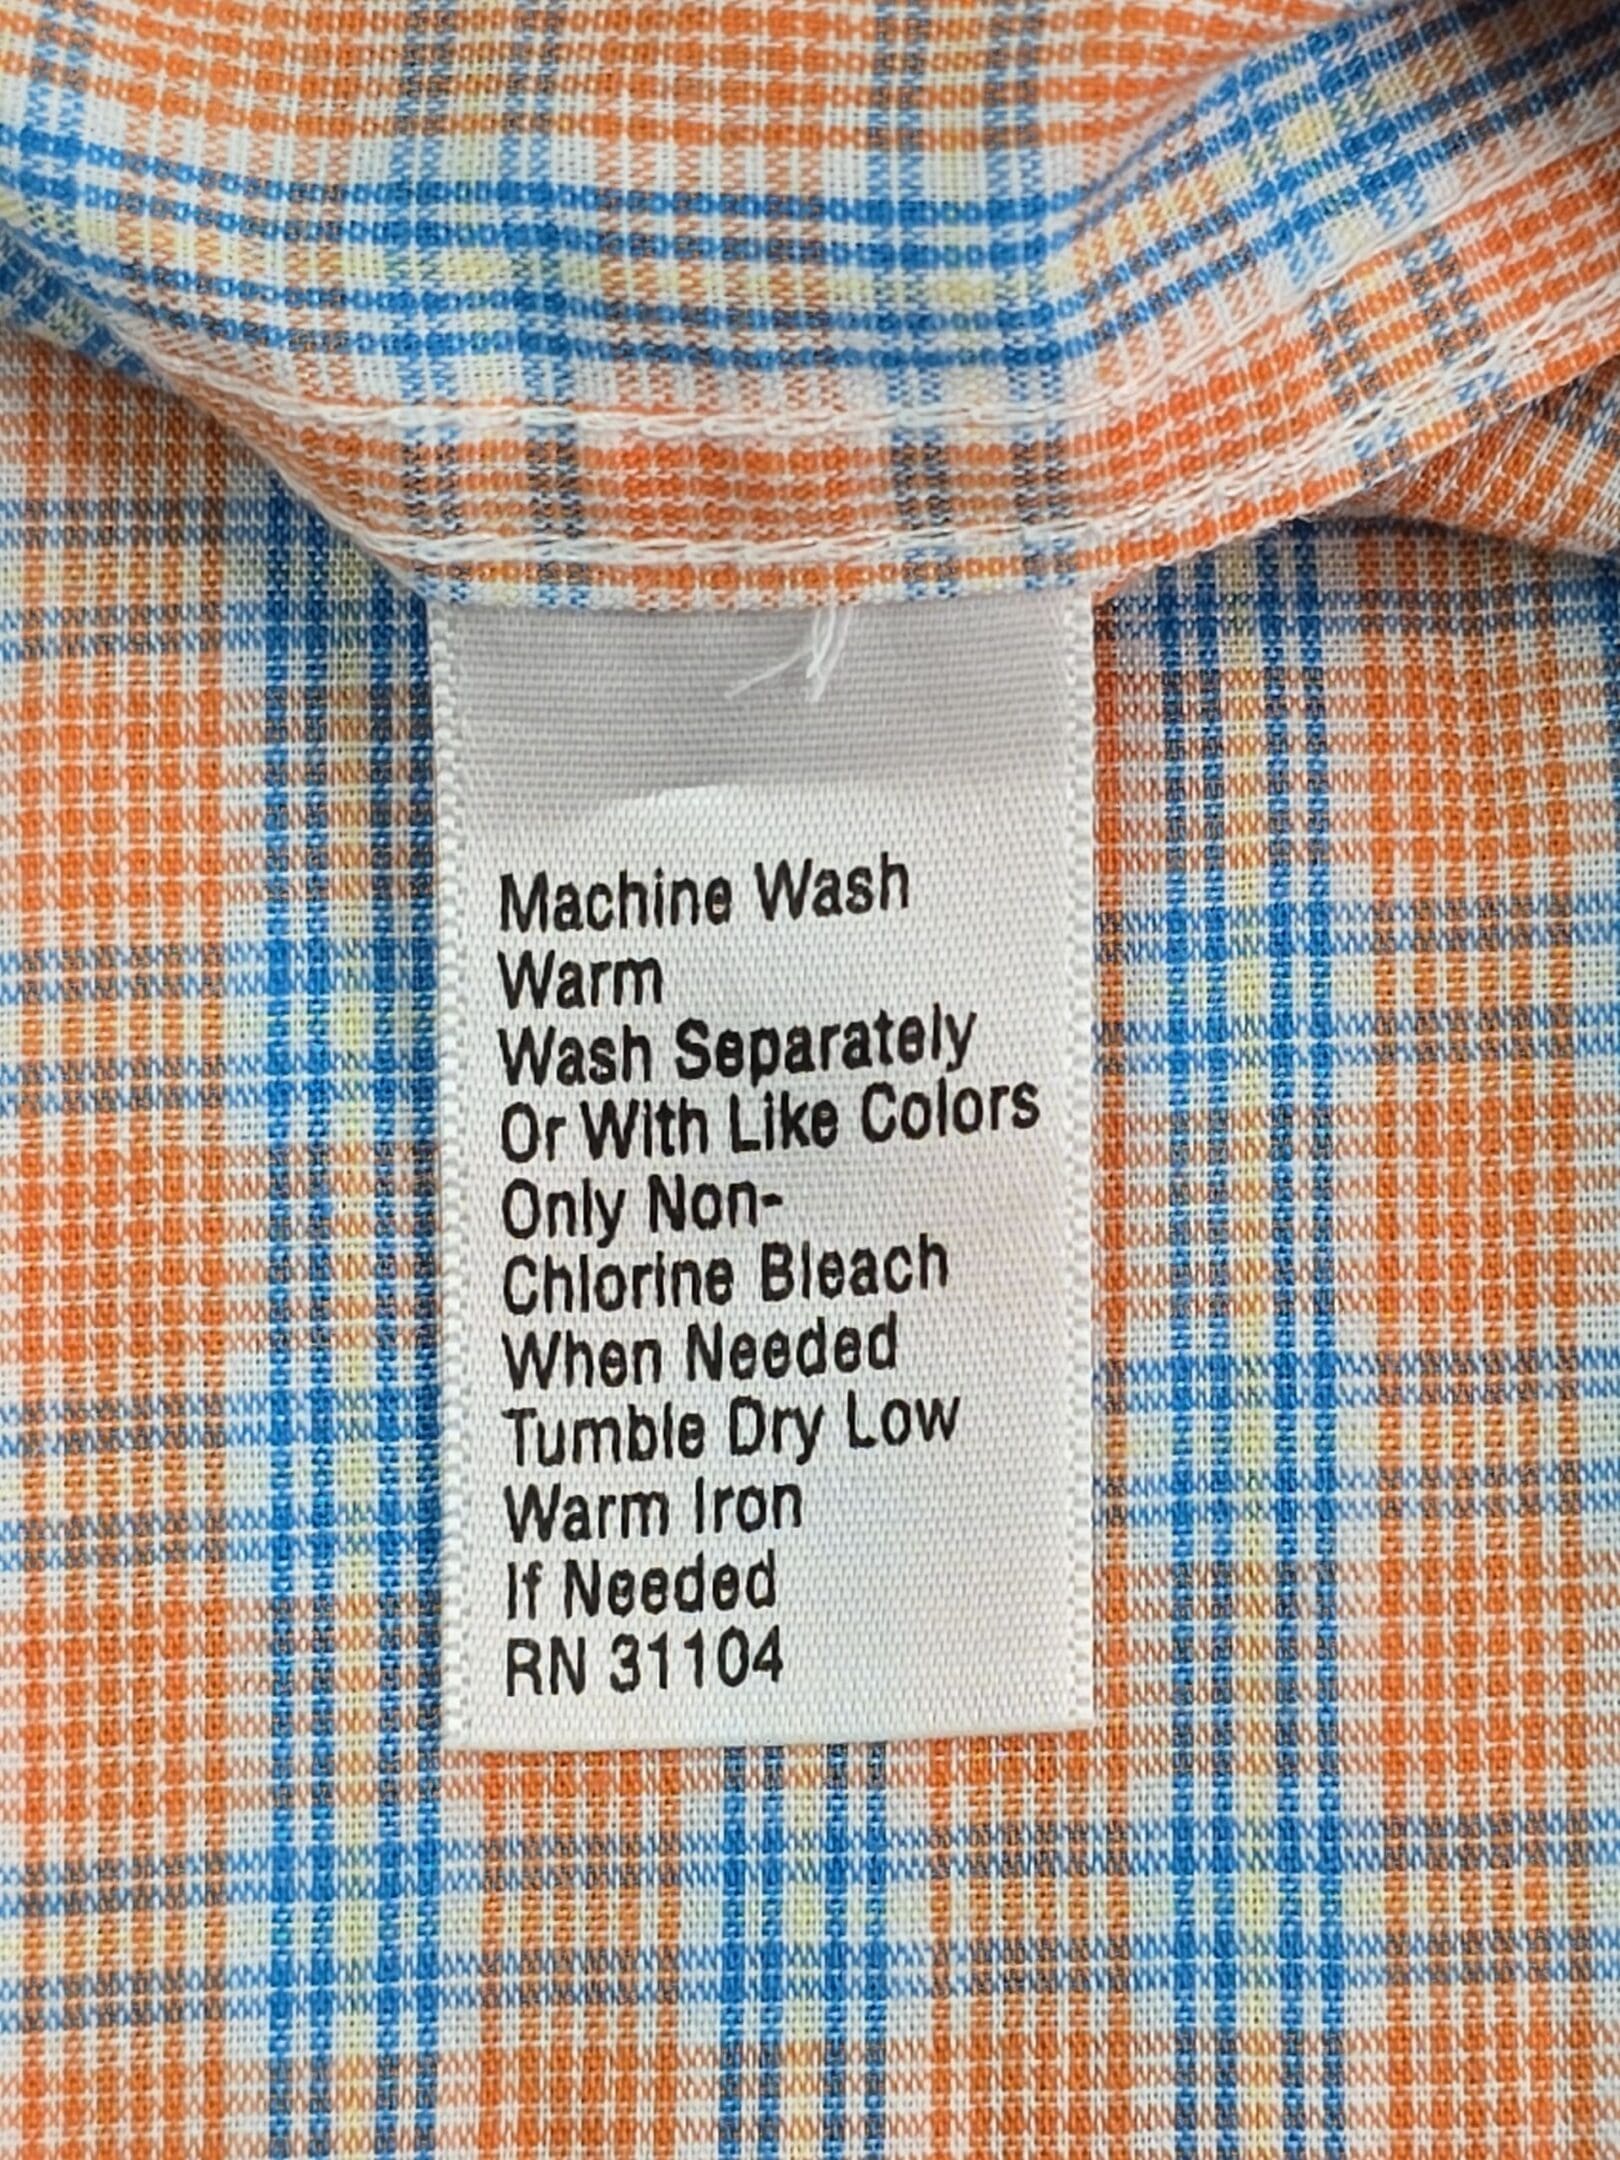 Machine Wash
Warm
Wash Separately
Or With Like Colors
Only Non-
Chlorine Bleach
When Needed
Tumble Dry Low
Warm Iron
If Needed
RN 31104